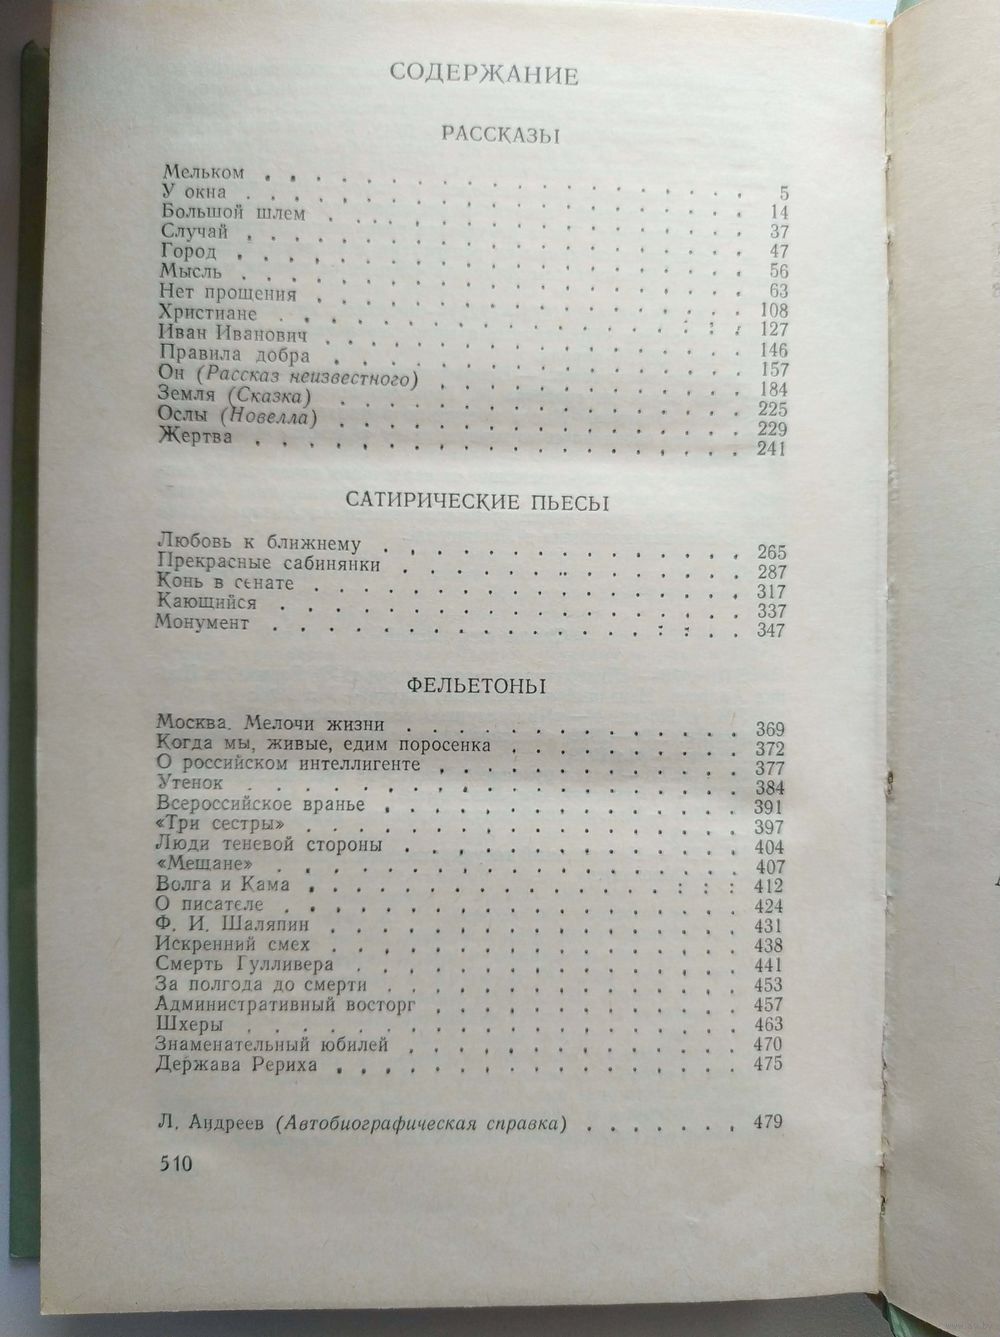 СОДЕРЖАНИЕ
РАССКАЗЫ
Мельком . . . . . . . . . . . . . . . . . . . 5
У окна . . . . . . . . . . . . . . . . . . . . 14
Большой шлем . . . . . . . . . . . . . . . . . 37
Случай . . . . . . . . . . . . . . . . . . . . 47
Город . . . . . . . . . . . . . . . . . . . . 56
Мысль . . . . . . . . . . . . . . . . . . . . 63
Нет прощения . . . . . . . . . . . . . . . . . 108
Христиане . . . . . . . . . . . . . . . . . . 127
Иван Иванович . . . . . . . . . . . . . . . . 146
Правила добра . . . . . . . . . . . . . . . . 157
Он (Рассказ неизвестного) . . . . . . . . . . . 184
Земля (Сказка) . . . . . . . . . . . . . . . . 225
Ослы (Новелла) . . . . . . . . . . . . . . . . 229
Жертва . . . . . . . . . . . . . . . . . . . . 241
САТИРИЧЕСКИЕ ПЬЕСЫ
Любовь к ближнему . . . . . . . . . . . . . . 265
Прекрасные сабинянки . . . . . . . . . . . . . 287
Конь в сенате . . . . . . . . . . . . . . . . 317
Кающийся . . . . . . . . . . . . . . . . . . . 337
Монумент . . . . . . . . . . . . . . . . . . . 347
ФЕЛЬЕТОНЫ
Москва. Мелочи жизни . . . . . . . . . . . . . 369
Когда мы, живые, едим поросенка . . . . . . . . 372
О российском интеллигенте . . . . . . . . . . . 377
Утенок . . . . . . . . . . . . . . . . . . . . 384
Всероссийское вранье . . . . . . . . . . . . . 391
«Три сестры» . . . . . . . . . . . . . . . . . 397
Люди теневой стороны . . . . . . . . . . . . . 404
«Мещане» . . . . . . . . . . . . . . . . . . . 407
Волга и Кама . . . . . . . . . . . . . . . . . 412
О писателе . . . . . . . . . . . . . . . . . . 424
Ф. И. Шаляпин . . . . . . . . . . . . . . . . 431
Искренний смех . . . . . . . . . . . . . . . . 438
Смерть Гулливера . . . . . . . . . . . . . . . 441
За полгода до смерти . . . . . . . . . . . . . 453
Административный восторг . . . . . . . . . . . 457
Шхеры . . . . . . . . . . . . . . . . . . . . 463
Знаменательный юбилей . . . . . . . . . . . . . 470
Держава Рериха . . . . . . . . . . . . . . . . 475
Л. Андреев (Автобиографическая справка) . . . . . . . 479
510